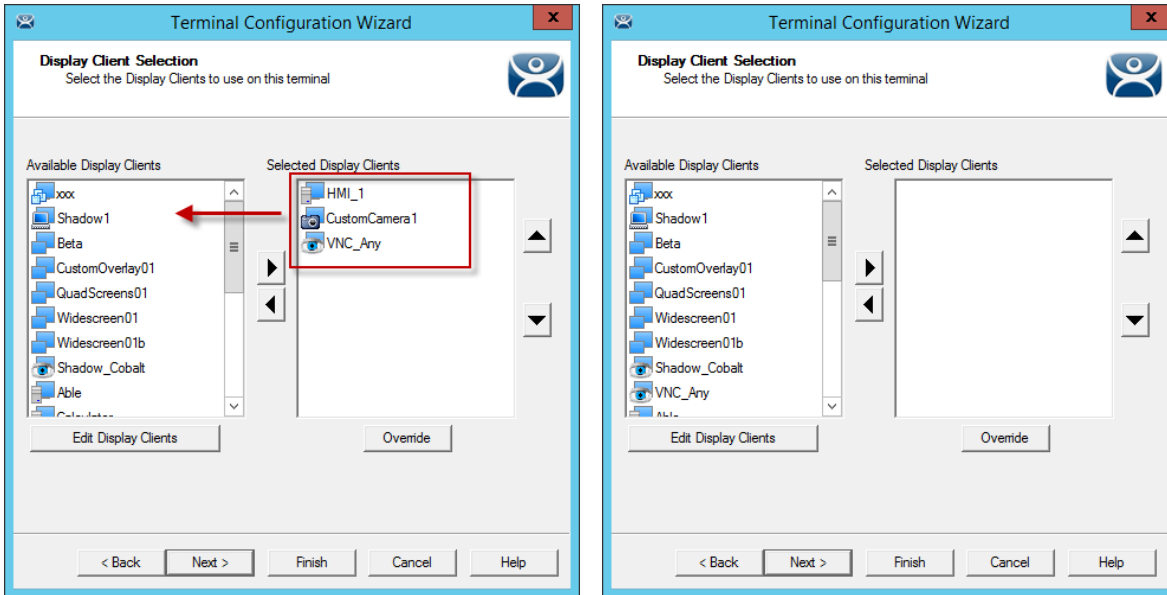 Terminal Configuration Wizard
x
Display Client Selection
Select the Display Clients to use on this terminal
Available Display Clients
xxx
Shadow1
Beta
CustomOverlay01
QuadScreens01
Widescreen01
Widescreen01b
Shadow_Cobalt
Able
Calculator
Edit Display Clients
Selected Display Clients
HMI_1
CustomCamera1
VNC_Any
Override
< Back
Next >
Finish
Cancel
Help
Terminal Configuration Wizard
x
Display Client Selection
Select the Display Clients to use on this terminal
Available Display Clients
xxx
Shadow1
Beta
CustomOverlay01
QuadScreens01
Widescreen01
Widescreen01b
Shadow_Cobalt
VNC_Any
Able
Edit Display Clients
Selected Display Clients
Override
< Back
Next >
Finish
Cancel
Help